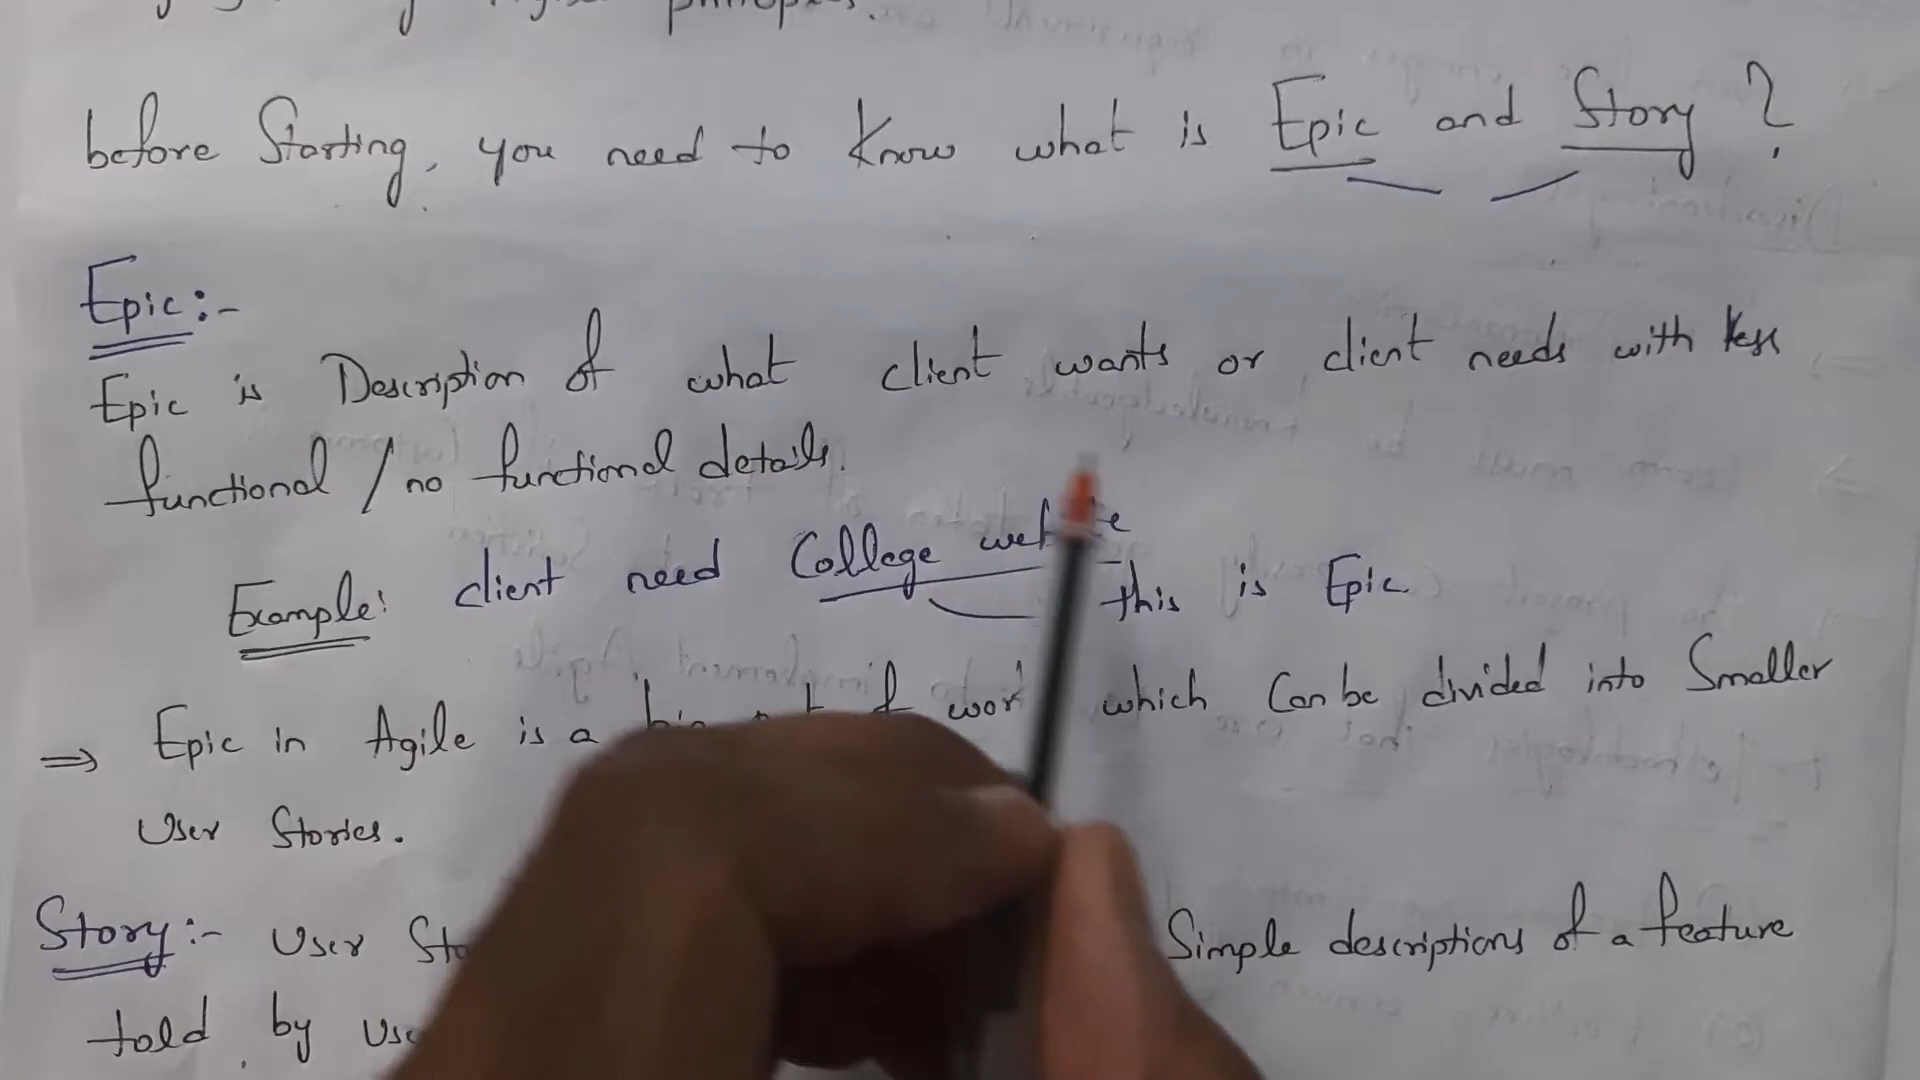 before Starting, you need to Know what is Epic and Story ?
Epic:-
Epic is Description of what client wants or client needs with less
functional / no functional details.
Example: client need College this is Epic
⇒ Epic in Agile is a which Can be divided into Smaller
User Stories.
Story:- User Simple descriptions of a feature
told by